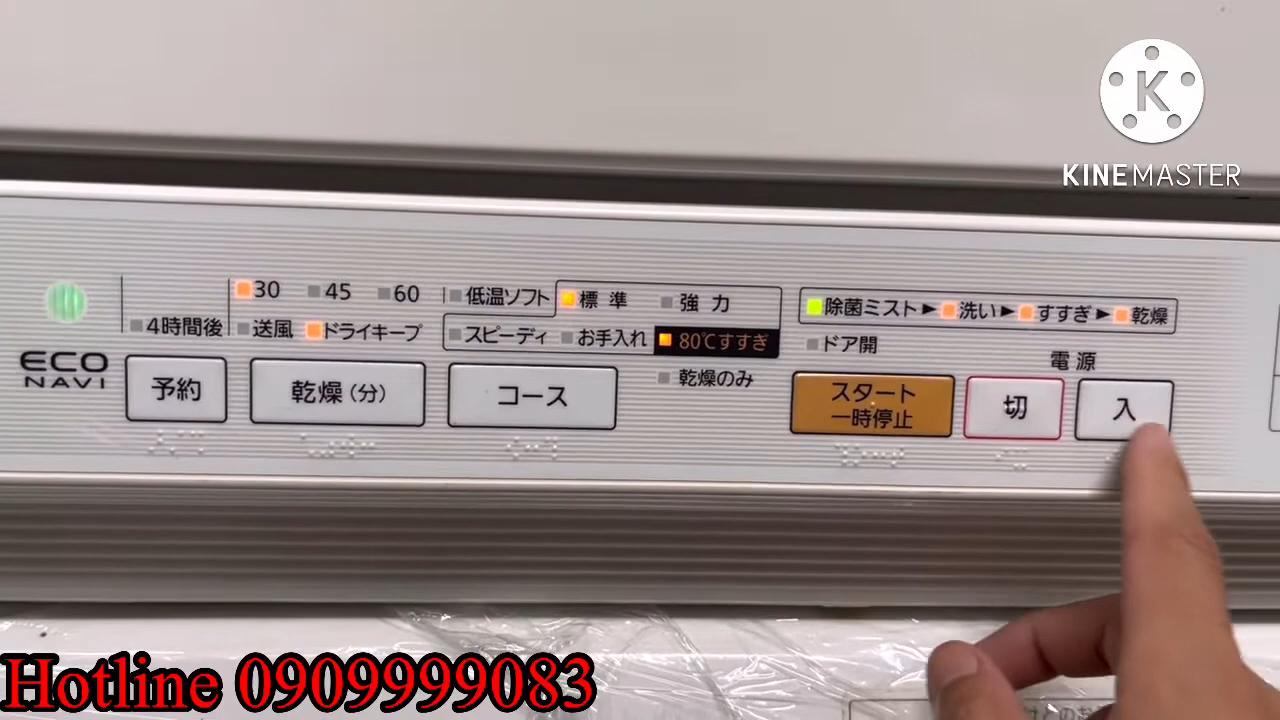 KINEMASTER
30 45 60
低温ソフト 標準 強力
除菌ミスト▶洗い▶すすぎ▶乾燥
4時間後 送風 ドライキープ
スピーディ お手入れ 80℃すすぎ
ドア開
ECO NAVI
乾燥のみ
電源
予約 乾燥(分) コース
スタート
一時停止
切 入
Hotline 0909999083